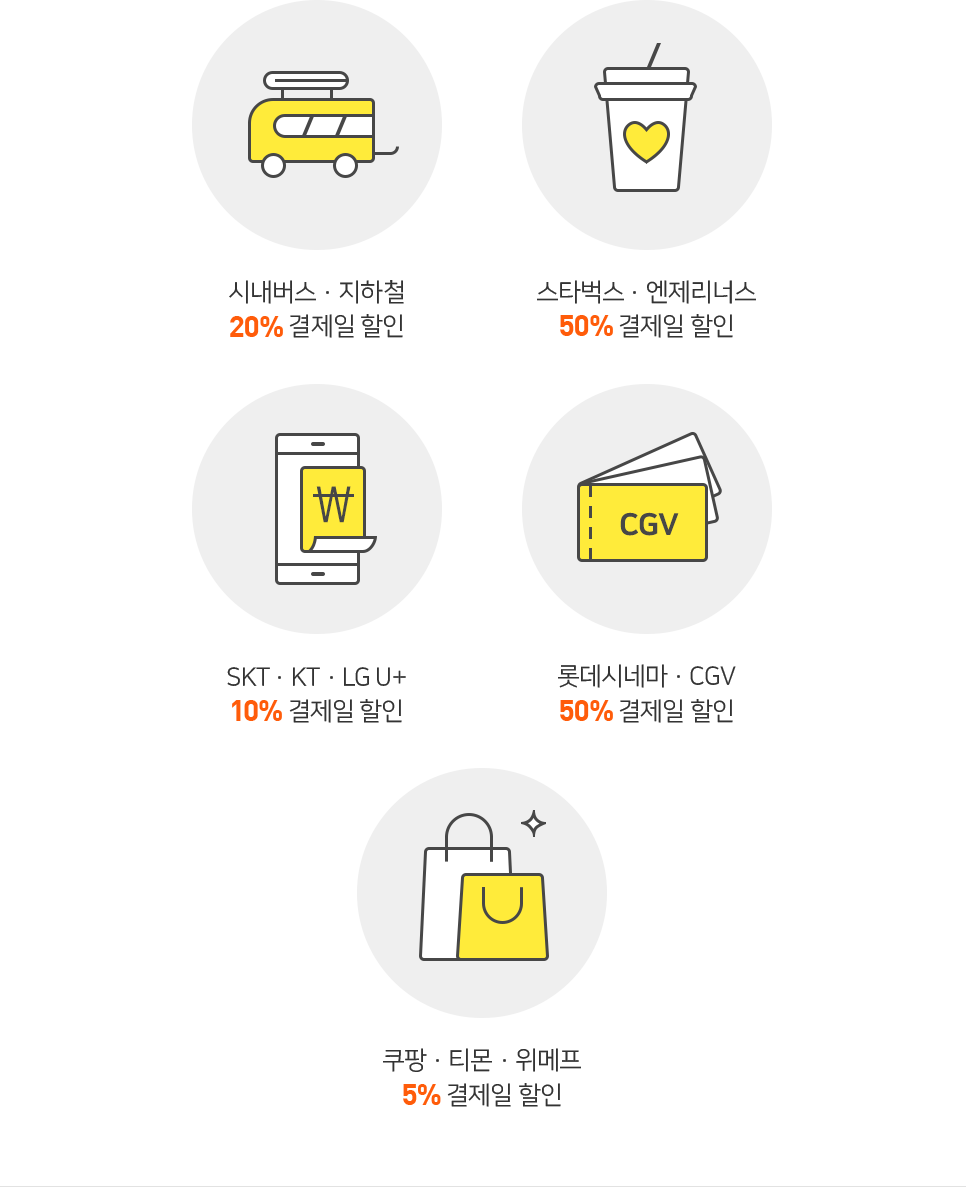 시내버스 · 지하철
20% 결제일 할인
스타벅스 · 엔제리너스
50% 결제일 할인
₩
CGV
SKT · KT · LG U+
10% 결제일 할인
롯데시네마 · CGV
50% 결제일 할인
쿠팡 · 티몬 · 위메프
5% 결제일 할인